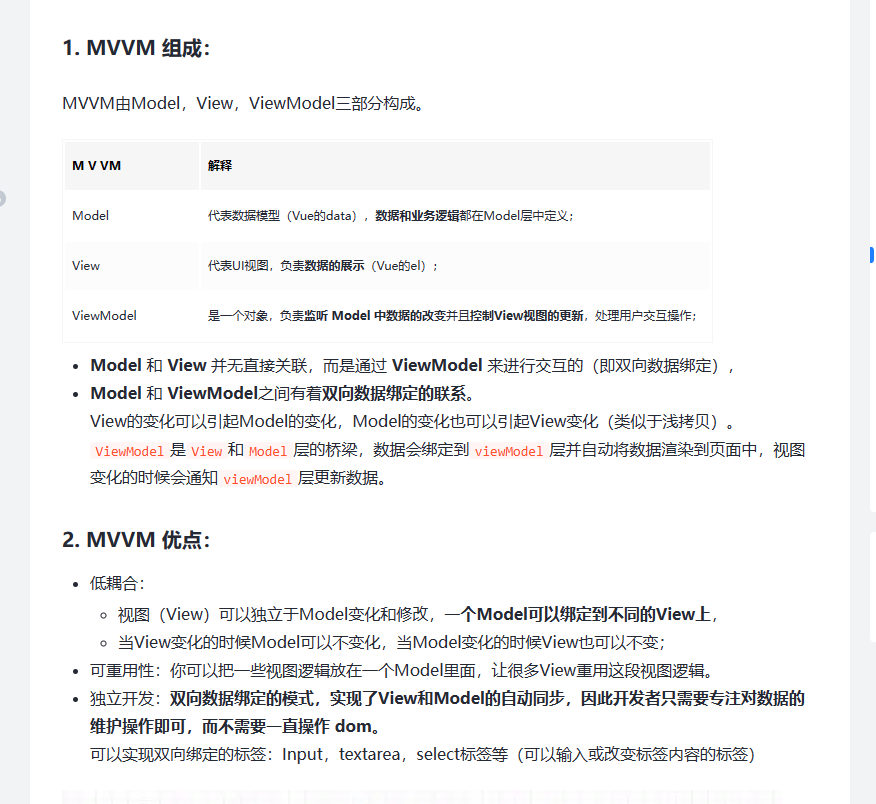 1. MVVM 组成：
MVVM由Model，View，ViewModel三部分构成。
M V VM 解释
Model 代表数据模型（Vue的data），数据和业务逻辑都在Model层中定义；
View 代表UI视图，负责数据的展示（Vue的el）；
ViewModel 是一个对象，负责监听 Model 中数据的改变并且控制View视图的更新，处理用户交互操作；
Model 和 View 并无直接关联，而是通过 ViewModel 来进行交互的（即双向数据绑定），
Model 和 ViewModel之间有着双向数据绑定的联系。
View的变化可以引起Model的变化，Model的变化也可以引起View变化（类似于浅拷贝）。
ViewModel 是 View 和 Model 层的桥梁，数据会绑定到 viewModel 层并自动将数据渲染到页面中，视图
变化的时候会通知 viewModel 层更新数据。
2. MVVM 优点：
低耦合：
视图（View）可以独立于Model变化和修改，一个Model可以绑定到不同的View上，
当View变化的时候Model可以不变化，当Model变化的时候View也可以不变；
可重用性：你可以把一些视图逻辑放在一个Model里面，让很多View重用这段视图逻辑。
独立开发：双向数据绑定的模式，实现了View和Model的自动同步，因此开发者只需要专注对数据的
维护操作即可，而不需要一直操作 dom。
可以实现双向绑定的标签：Input，textarea，select标签等（可以输入或改变标签内容的标签）